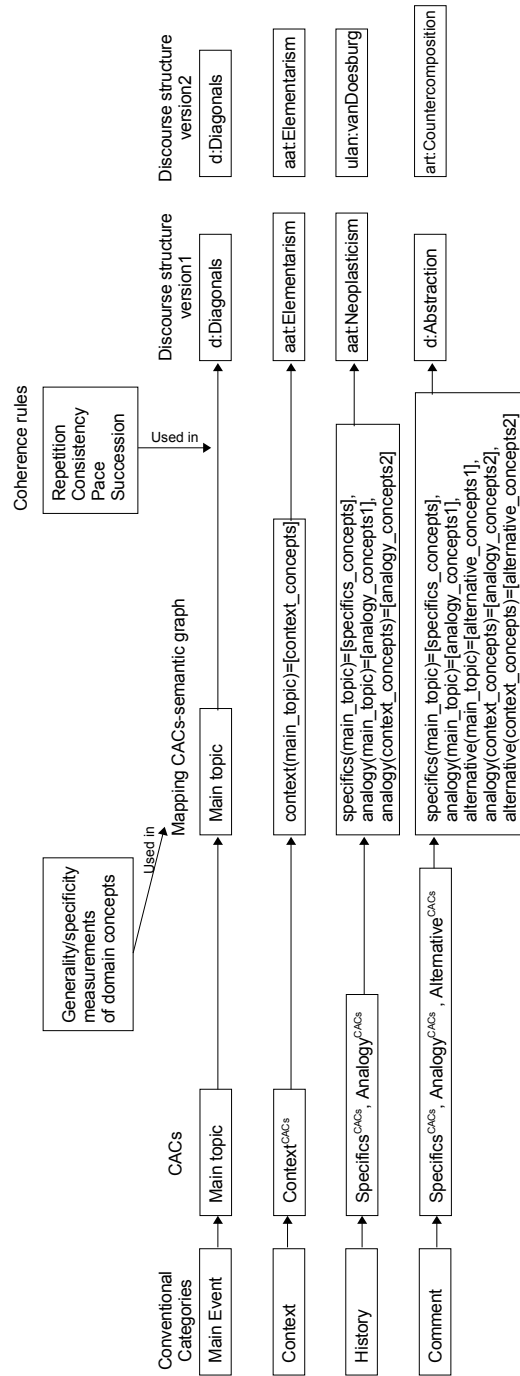 Conventional
Categories
Main Event
Context
History
Comment
CACs
Main topic
Context^CACs
Specifics^CACs, Analogy^CACs
Specifics^CACs, Analogy^CACs, Alternative^CACs
Generality/specificity
measurements
of domain concepts
Used in
Mapping CACs-semantic graph
Main topic
context(main_topic)=[context_concepts]
specifics(main_topic)=[specifics_concepts],
analogy(main_topic)=[analogy_concepts1],
analogy(context_concepts)=[analogy_concepts2]
specifics(main_topic)=[specifics_concepts],
analogy(main_topic)=[analogy_concepts1],
alternative(main_topic)=[alternative_concepts1],
analogy(context_concepts)=[analogy_concepts2],
alternative(context_concepts)=[alternative_concepts2]
Coherence rules
Repetition
Consistency
Pace
Succession
Used in
Discourse structure
version1
d:Diagonals
aat:Elementarism
aat:Neoplasticism
d:Abstraction
Discourse structure
version2
d:Diagonals
aat:Elementarism
ulan:vanDoesburg
art:Countercomposition